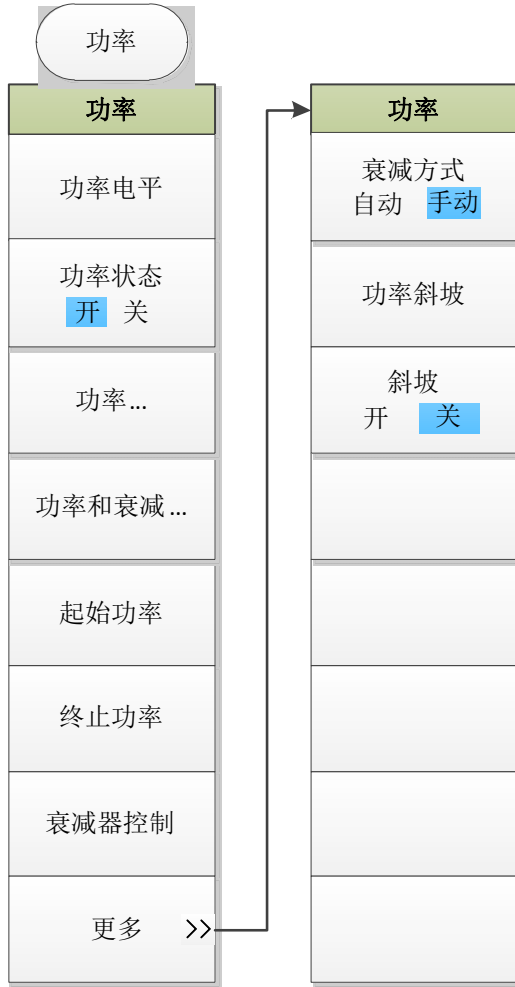 功率
功率
功率电平
功率状态
开 关
功率...
功率和衰减...
起始功率
终止功率
衰减器控制
更多 >>
功率
衰减方式
自动 手动
功率斜坡
斜坡
开 关